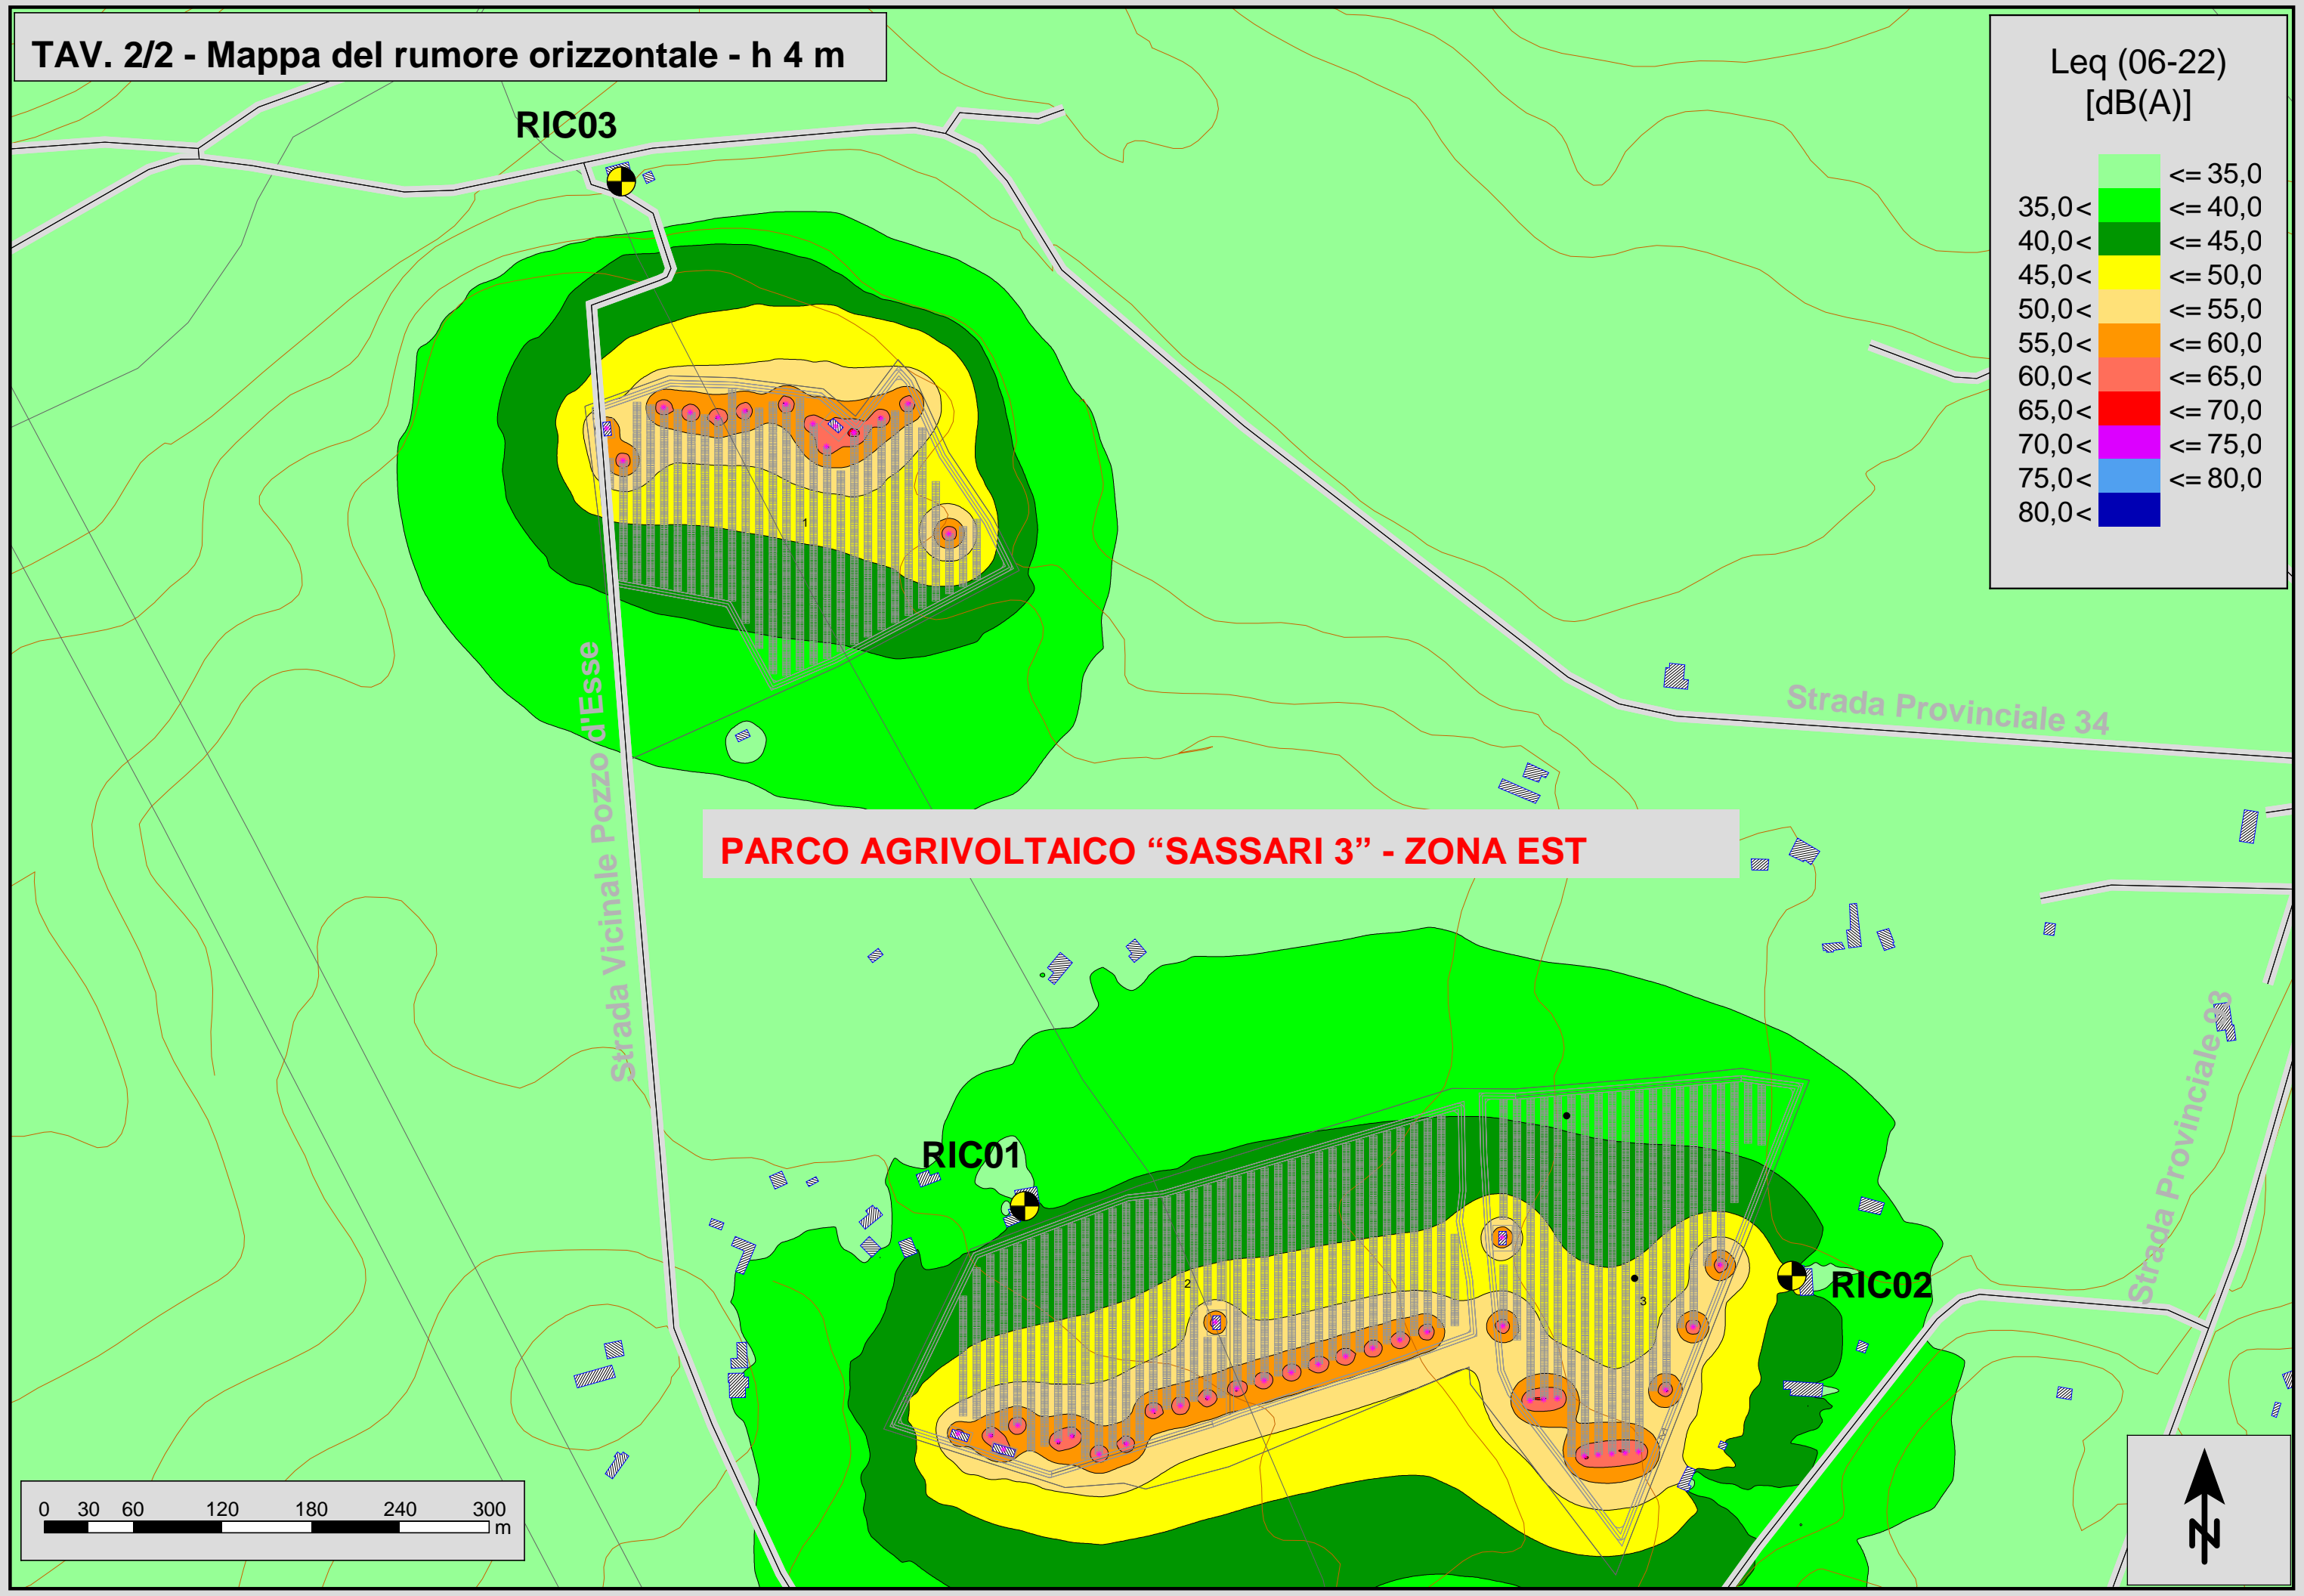 TAV. 2/2 - Mappa del rumore orizzontale - h 4 m
Leq (06-22)
[dB(A)]
<= 35,0
35,0 < <= 40,0
40,0 < <= 45,0
45,0 < <= 50,0
50,0 < <= 55,0
55,0 < <= 60,0
60,0 < <= 65,0
65,0 < <= 70,0
70,0 < <= 75,0
75,0 < <= 80,0
80,0 <
RIC03
1
Strada Vicinale Pozzo d'Esse
Strada Provinciale 34
PARCO AGRIVOLTAICO “SASSARI 3” - ZONA EST
Strada Provinciale 93
RIC01
2
3
RIC02
0 30 60 120 180 240 300
m
N